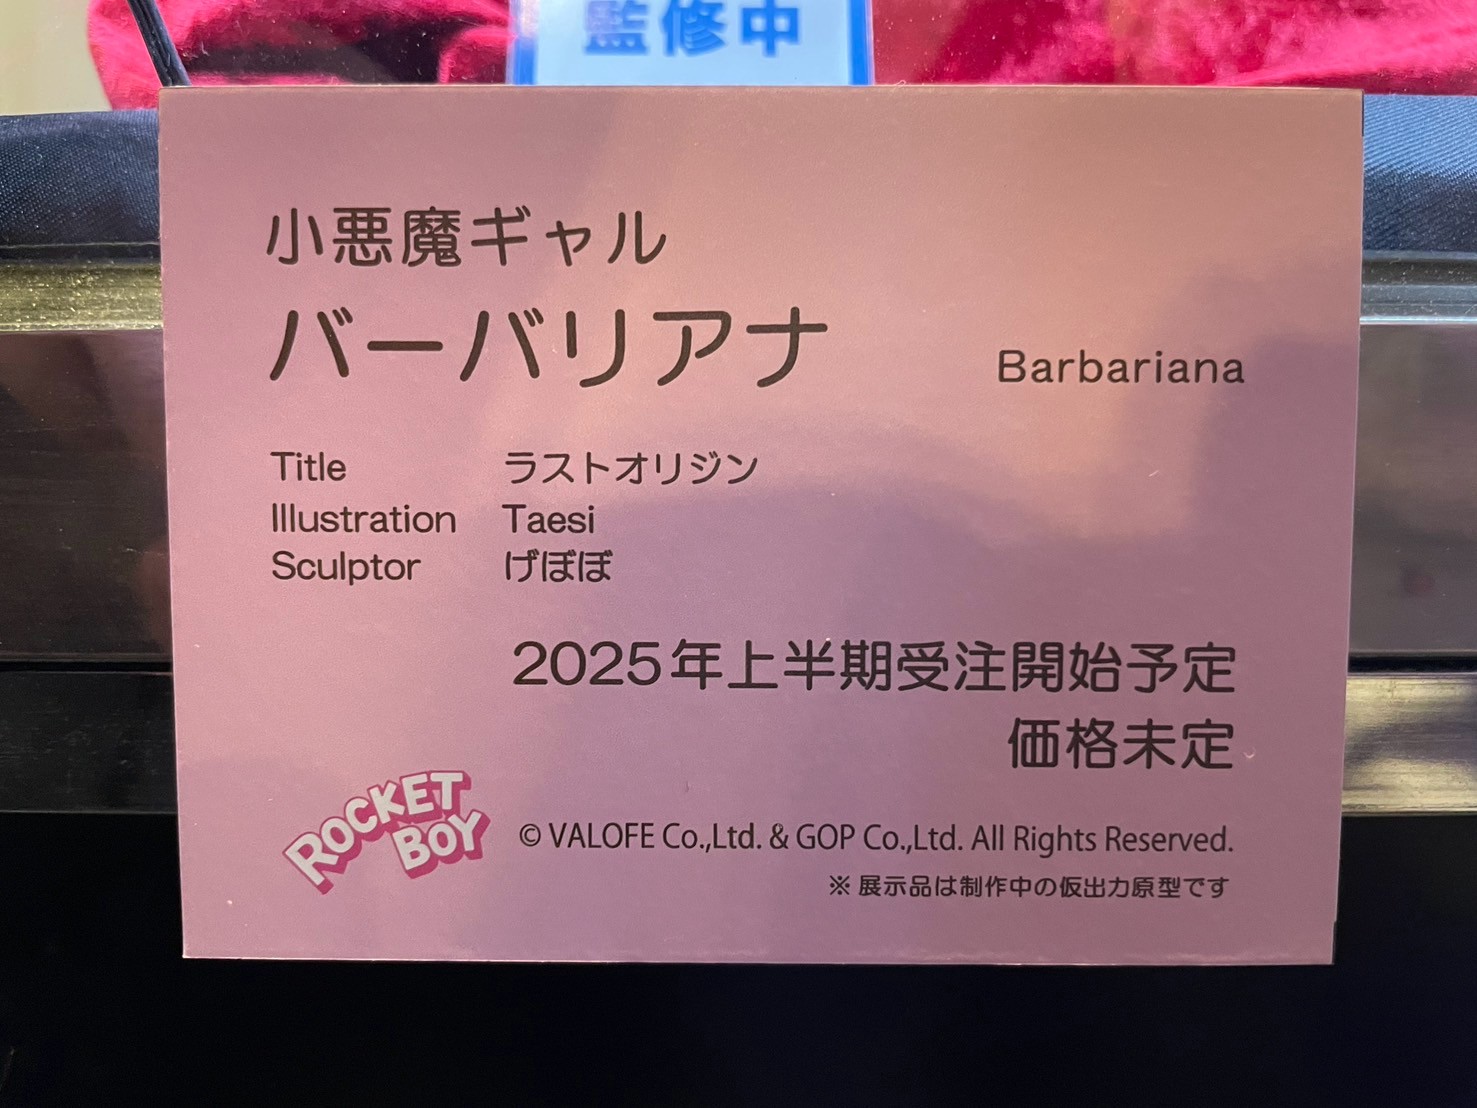 監修中
小悪魔ギャル
バーバリアナ Barbariana
Title ラストオリジン
Illustration Taesi
Sculptor げぼぼ
2025年上半期受注開始予定
価格未定
ROCKET
BOY
© VALOFE Co.,Ltd. & GOP Co.,Ltd. All Rights Reserved.
※ 展示品は制作中の仮出力原型です